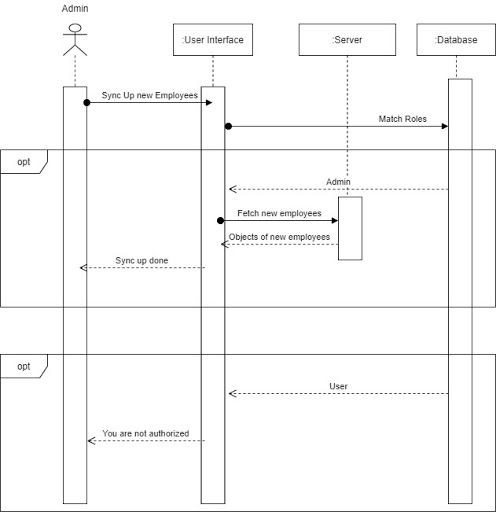 Admin
:User Interface
:Server
:Database
Sync Up new Employees
Match Roles
opt
Admin
Fetch new employees
Objects of new employees
Sync up done
opt
User
You are not authorized